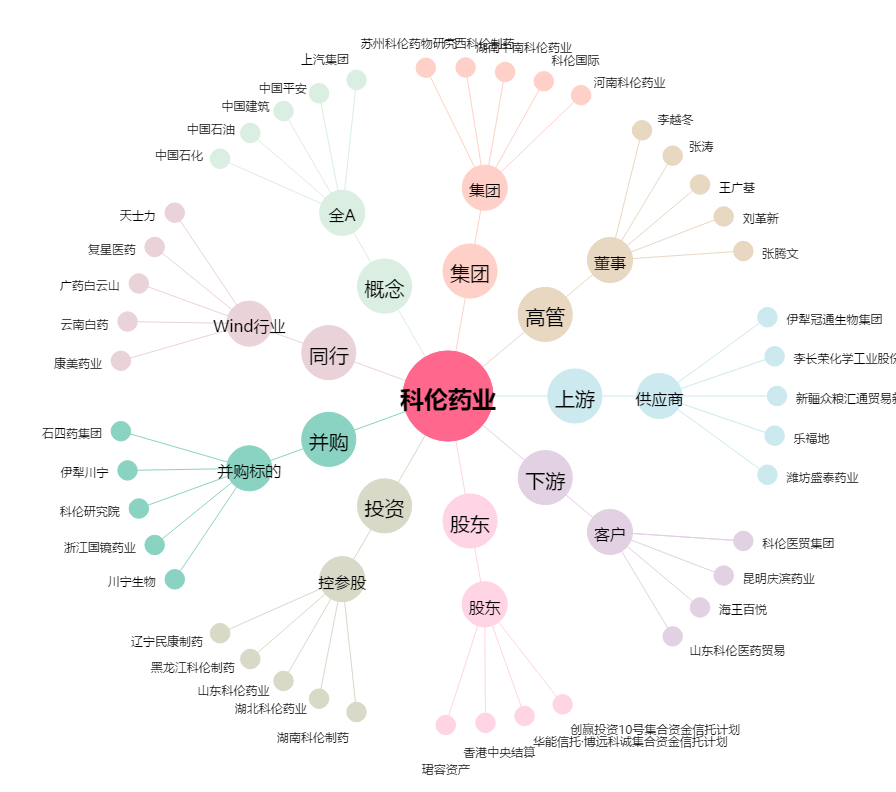 科伦药业
集团
集团
苏州科伦药物研究
广西科伦制药
湖南中南科伦药业
科伦国际
河南科伦药业
高管
董事
李越冬
张涛
王广基
刘革新
张腾文
上游
供应商
伊犁冠通生物集团
李长荣化学工业股份
新疆众粮汇通贸易
乐福地
潍坊盛泰药业
下游
客户
科伦医贸集团
昆明庆滨药业
海王百悦
山东科伦医药贸易
股东
股东
创赢投资10号集合资金信托计划
华能信托·博远科诚集合资金信托计划
香港中央结算
珺容资产
投资
控参股
湖南科伦制药
湖北科伦药业
山东科伦药业
黑龙江科伦制药
辽宁民康制药
并购
并购标的
川宁生物
浙江国镜药业
科伦研究院
伊犁川宁
石四药集团
同行
Wind行业
康美药业
云南白药
广药白云山
复星医药
天士力
概念
全A
中国石化
中国石油
中国建筑
中国平安
上汽集团